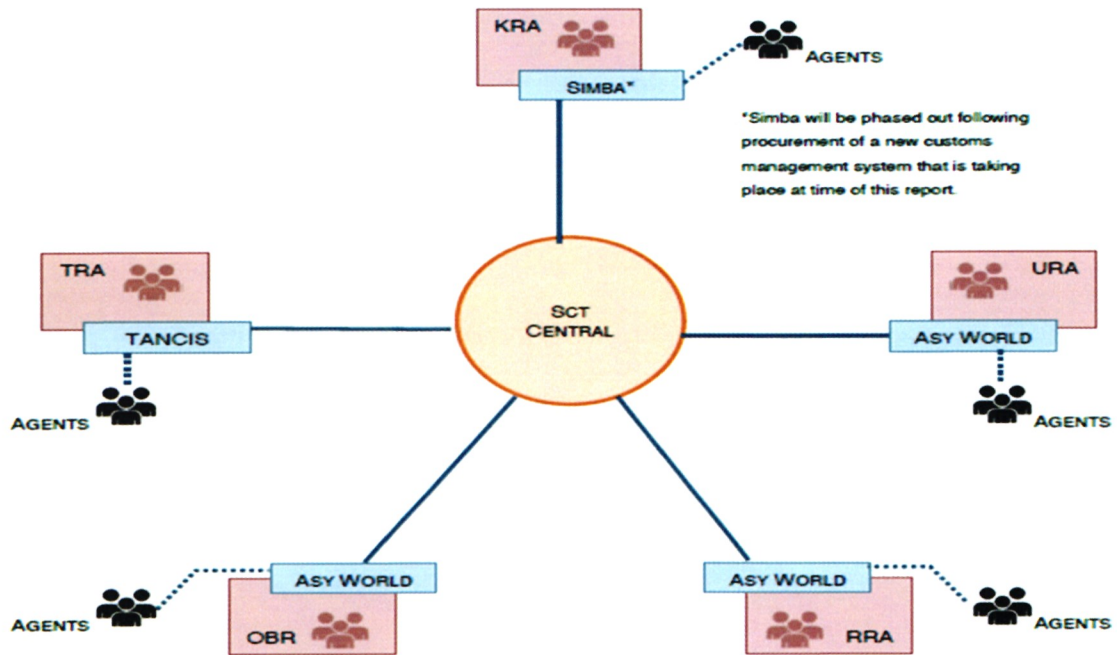 KRA
SIMBA*
AGENTS
*Simba will be phased out following
procurement of a new customs
management system that is taking
place at time of this report.
TRA
TANCIS
AGENTS
SCT
CENTRAL
URA
ASY WORLD
AGENTS
ASY WORLD
OBR
AGENTS
ASY WORLD
RRA
AGENTS